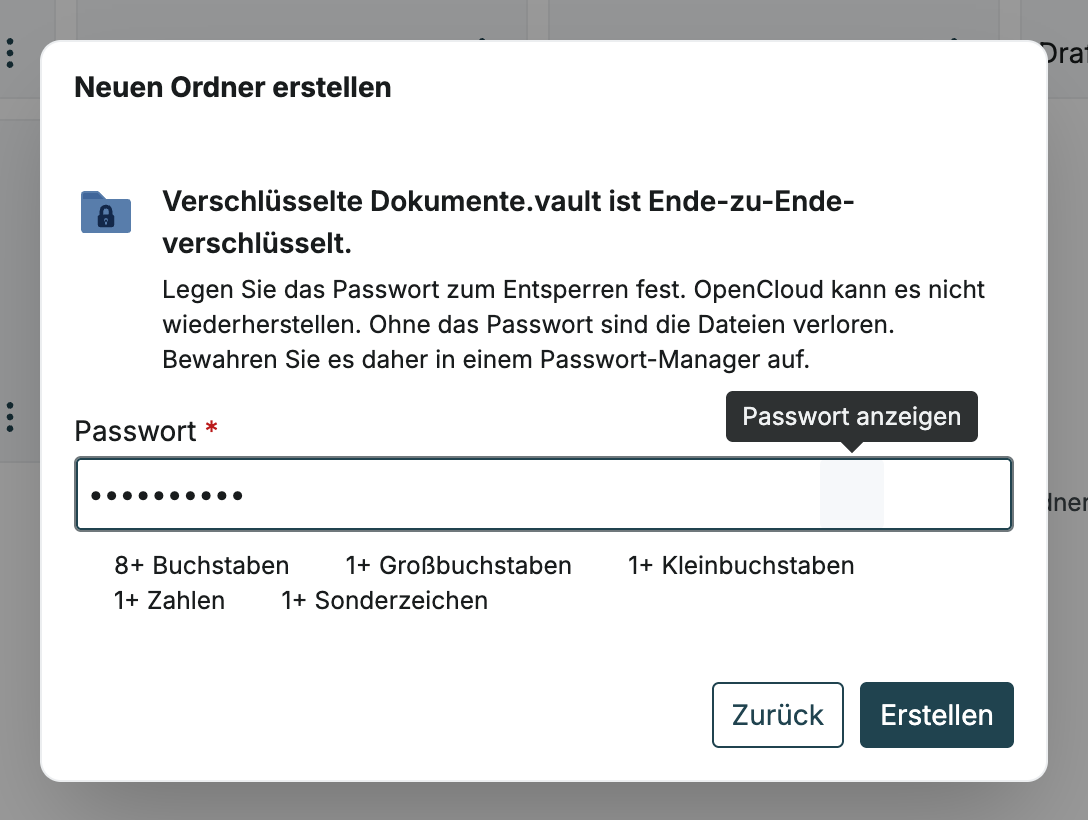 Neuen Ordner erstellen
Verschlüsselte Dokumente.vault ist Ende-zu-Ende-
verschlüsselt.
Legen Sie das Passwort zum Entsperren fest. OpenCloud kann es nicht
wiederherstellen. Ohne das Passwort sind die Dateien verloren.
Bewahren Sie es daher in einem Passwort-Manager auf.
Passwort anzeigen
Passwort *
••••••••••
8+ Buchstaben 1+ Großbuchstaben 1+ Kleinbuchstaben
1+ Zahlen 1+ Sonderzeichen
Zurück Erstellen